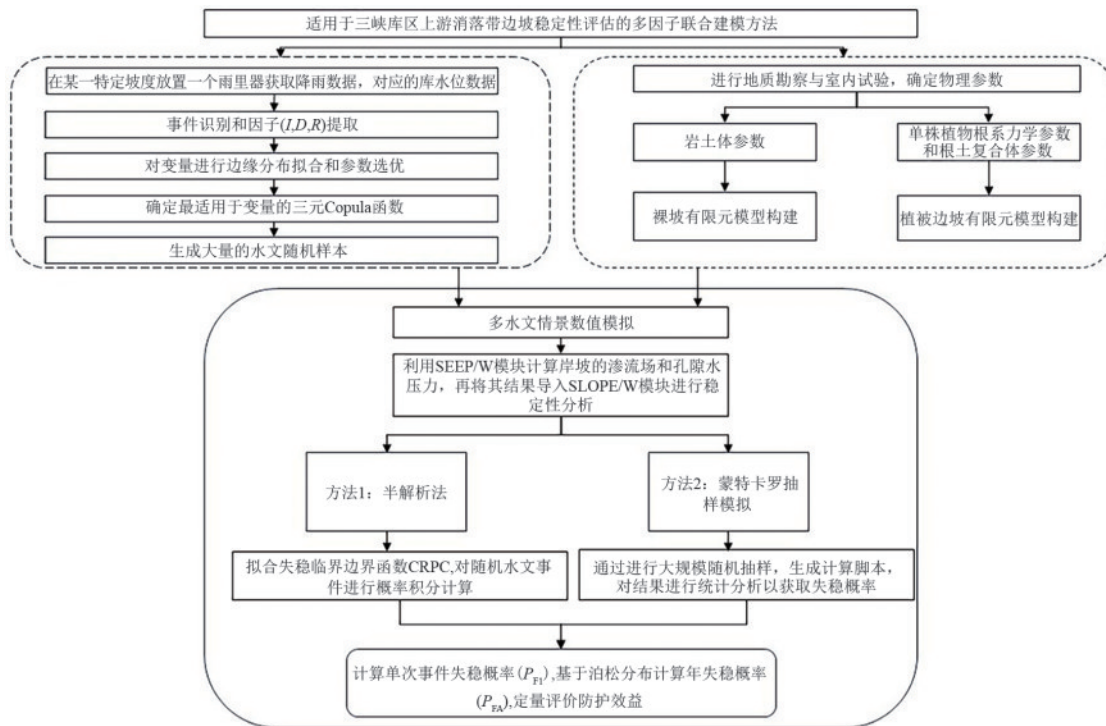 适用于三峡库区上游消落带边坡稳定性评估的多因子联合建模方法
在某一特定坡度放置一个雨里器获取降雨数据，对应的库水位数据
事件识别和因子(I,D,R)提取
对变量进行边缘分布拟合和参数选优
确定最适用于变量的三元Copula函数
生成大量的水文随机样本
进行地质勘察与室内试验，确定物理参数
岩土体参数
单株植物根系力学参数
和根土复合体参数
裸坡有限元模型构建
植被边坡有限元模型构建
多水文情景数值模拟
利用SEEP/W模块计算岸坡的渗流场和孔隙水
压力，再将其结果导入SLOPE/W模块进行稳
定性分析
方法1：半解析法
方法2：蒙特卡罗抽
样模拟
拟合失稳临界边界函数CRPC,对随机水文事
件进行概率积分计算
通过进行大规模随机抽样，生成计算脚本，
对结果进行统计分析以获取失稳概率
计算单次事件失稳概率(PF1),基于泊松分布计算年失稳概率
(PFA),定量评价防护效益